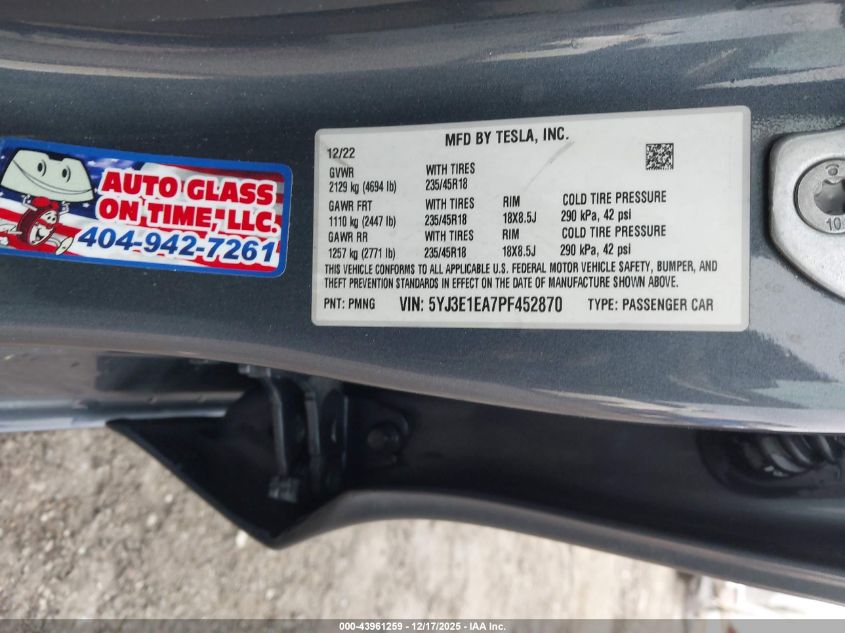 AUTO GLASS
ON TIME, LLC.
404-942-7261
MFD BY TESLA, INC.
12/22
GVWR WITH TIRES
2129 kg (4694 lb) 235/45R18
GAWR FRT WITH TIRES RIM COLD TIRE PRESSURE
1110 kg (2447 lb) 235/45R18 18X8.5J 290 kPa, 42 psi
GAWR RR WITH TIRES RIM COLD TIRE PRESSURE
1257 kg (2771 lb) 235/45R18 18X8.5J 290 kPa, 42 psi
THIS VEHICLE CONFORMS TO ALL APPLICABLE U.S. FEDERAL MOTOR VEHICLE SAFETY, BUMPER, AND
THEFT PREVENTION STANDARDS IN EFFECT ON THE DATE OF MANUFACTURE SHOWN ABOVE.
PNT: PMNG VIN: 5YJ3E1EA7PF452870 TYPE: PASSENGER CAR
10
000-43961259 - 12/17/2025 - IAA Inc.